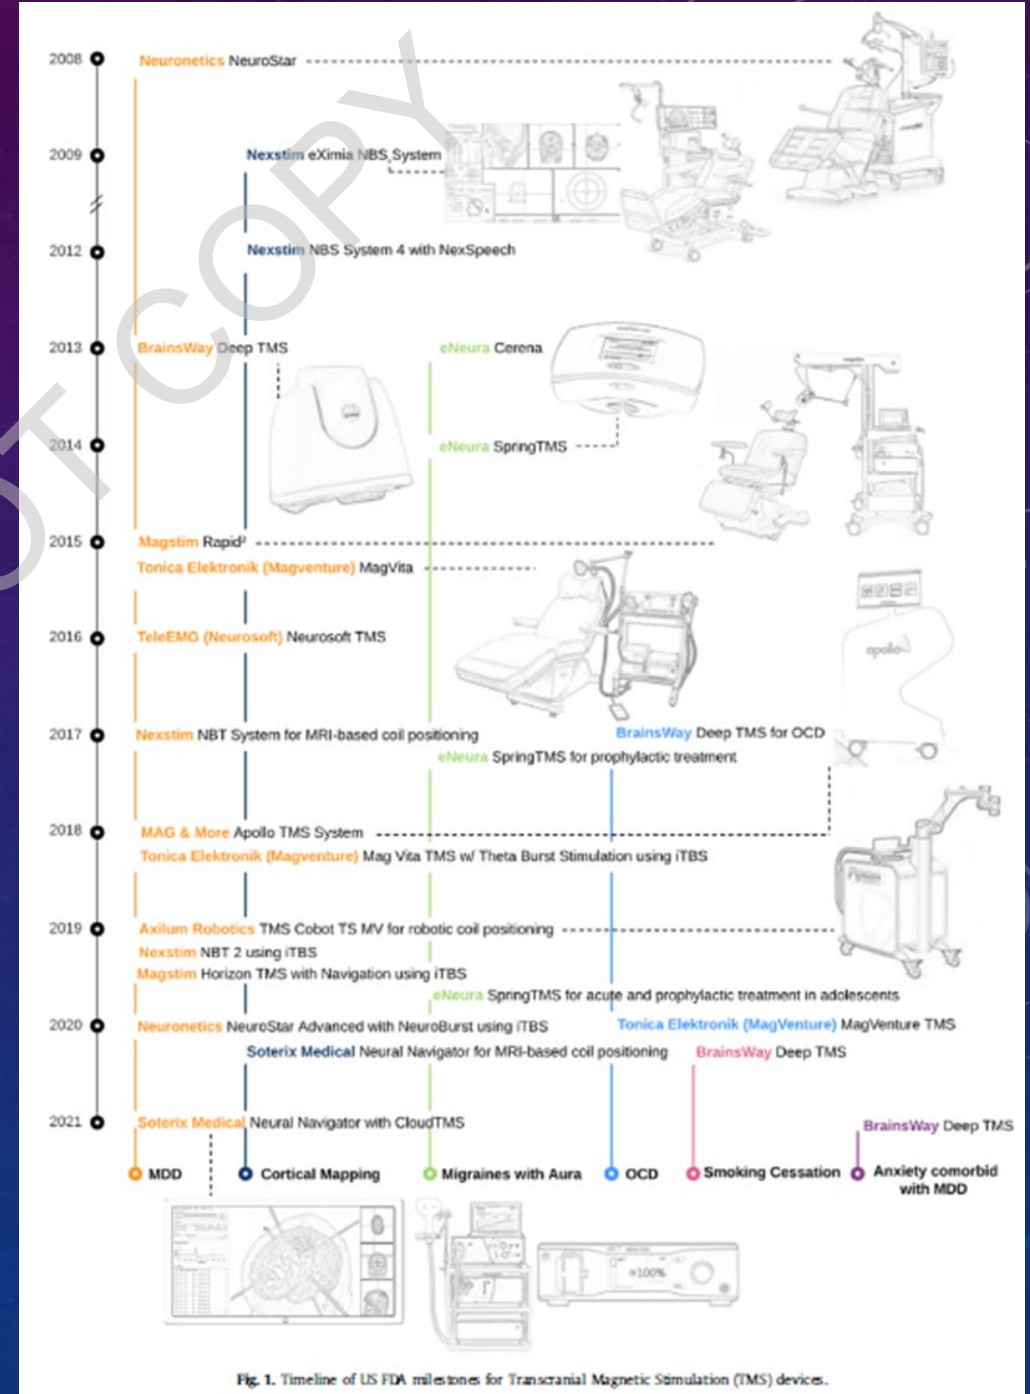 2008 Neuronetics NeuroStar
2009 Nexstim eXimia NBS System
2012 Nexstim NBS System 4 with NexSpeech
2013 BrainsWay Deep TMS eNeura Cerena
2014 eNeura SpringTMS
2015 Magstim Rapid²
Tonica Elektronik (Magventure) MagVita
2016 TeleEMG (Neurosoft) Neurosoft TMS
apollo
2017 Nexstim NBT System for MRI-based coil positioning BrainsWay Deep TMS for OCD
eNeura SpringTMS for prophylactic treatment
2018 MAG & More Apollo TMS System
Tonica Elektronik (Magventure) Mag Vita TMS w/ Theta Burst Stimulation using iTBS
2019 Axilum Robotics TMS Cobot TS MV for robotic coil positioning
Nexstim NBT 2 using iTBS
Magstim Horizon TMS with Navigation using iTBS
eNeura SpringTMS for acute and prophylactic treatment in adolescents
2020 Neuronetics NeuroStar Advanced with NeuroBurst using iTBS Tonica Elektronik (MagVenture) MagVenture TMS
Soterix Medical Neural Navigator for MRI-based coil positioning BrainsWay Deep TMS
2021 Soterix Medical Neural Navigator with CloudTMS BrainsWay Deep TMS
MDD Cortical Mapping Migraines with Aura OCD Smoking Cessation Anxiety comorbid
with MDD
=100%
Fig. 1. Timeline of US FDA milestones for Transcranial Magnetic Stimulation (TMS) devices.
OT COPY